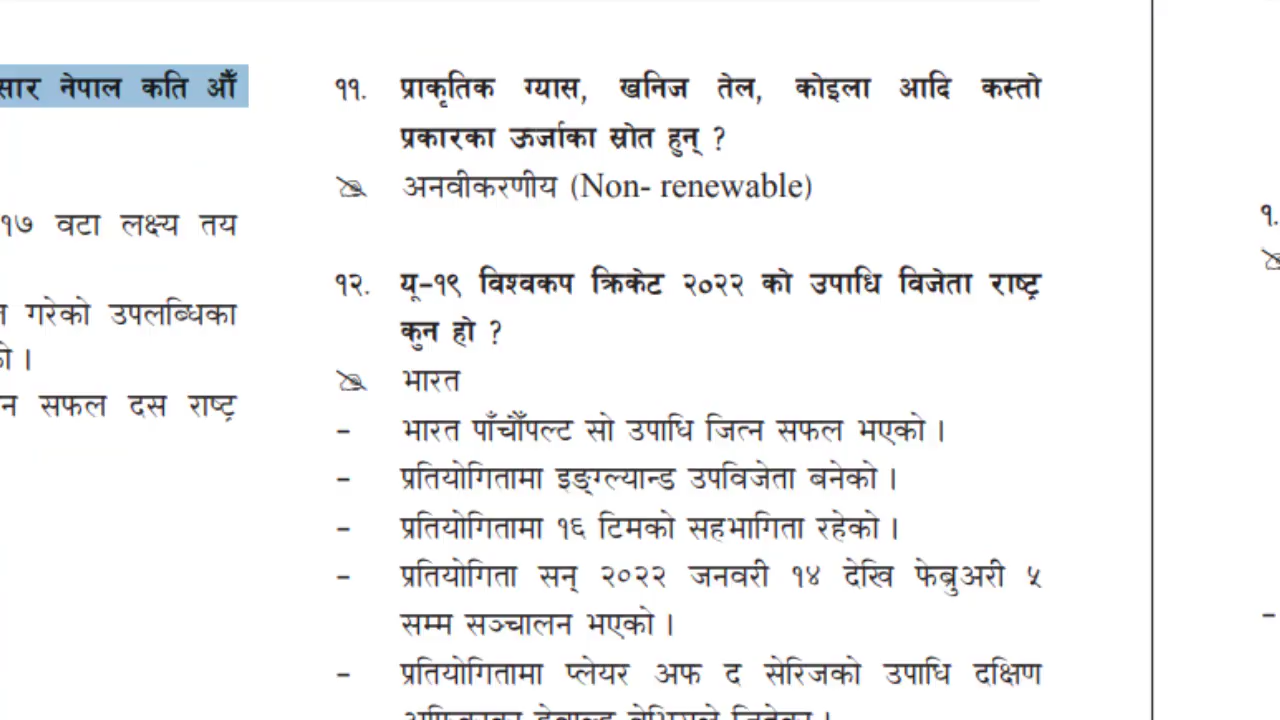 सार नेपाल कति औँ
१७ वटा लक्ष्य तय
गरेको उपलब्धिका
न सफल दस राष्ट्र
११. प्राकृतिक ग्यास, खनिज तेल, कोइला आदि कस्तो
प्रकारका ऊर्जाका स्रोत हुन् ?
अनवीकरणीय (Non- renewable)
१२. यू-१९ विश्वकप क्रिकेट २०२२ को उपाधि विजेता राष्ट्र
कुन हो ?
भारत
- भारत पाँचौँपल्ट सो उपाधि जित्न सफल भएको ।
- प्रतियोगितामा इङ्ग्ल्यान्ड उपविजेता बनेको ।
- प्रतियोगितामा १६ टिमको सहभागिता रहेको ।
- प्रतियोगिता सन् २०२२ जनवरी १४ देखि फेब्रुअरी ५
सम्म सञ्चालन भएको ।
- प्रतियोगितामा प्लेयर अफ द सेरिजको उपाधि दक्षिण
१.
-